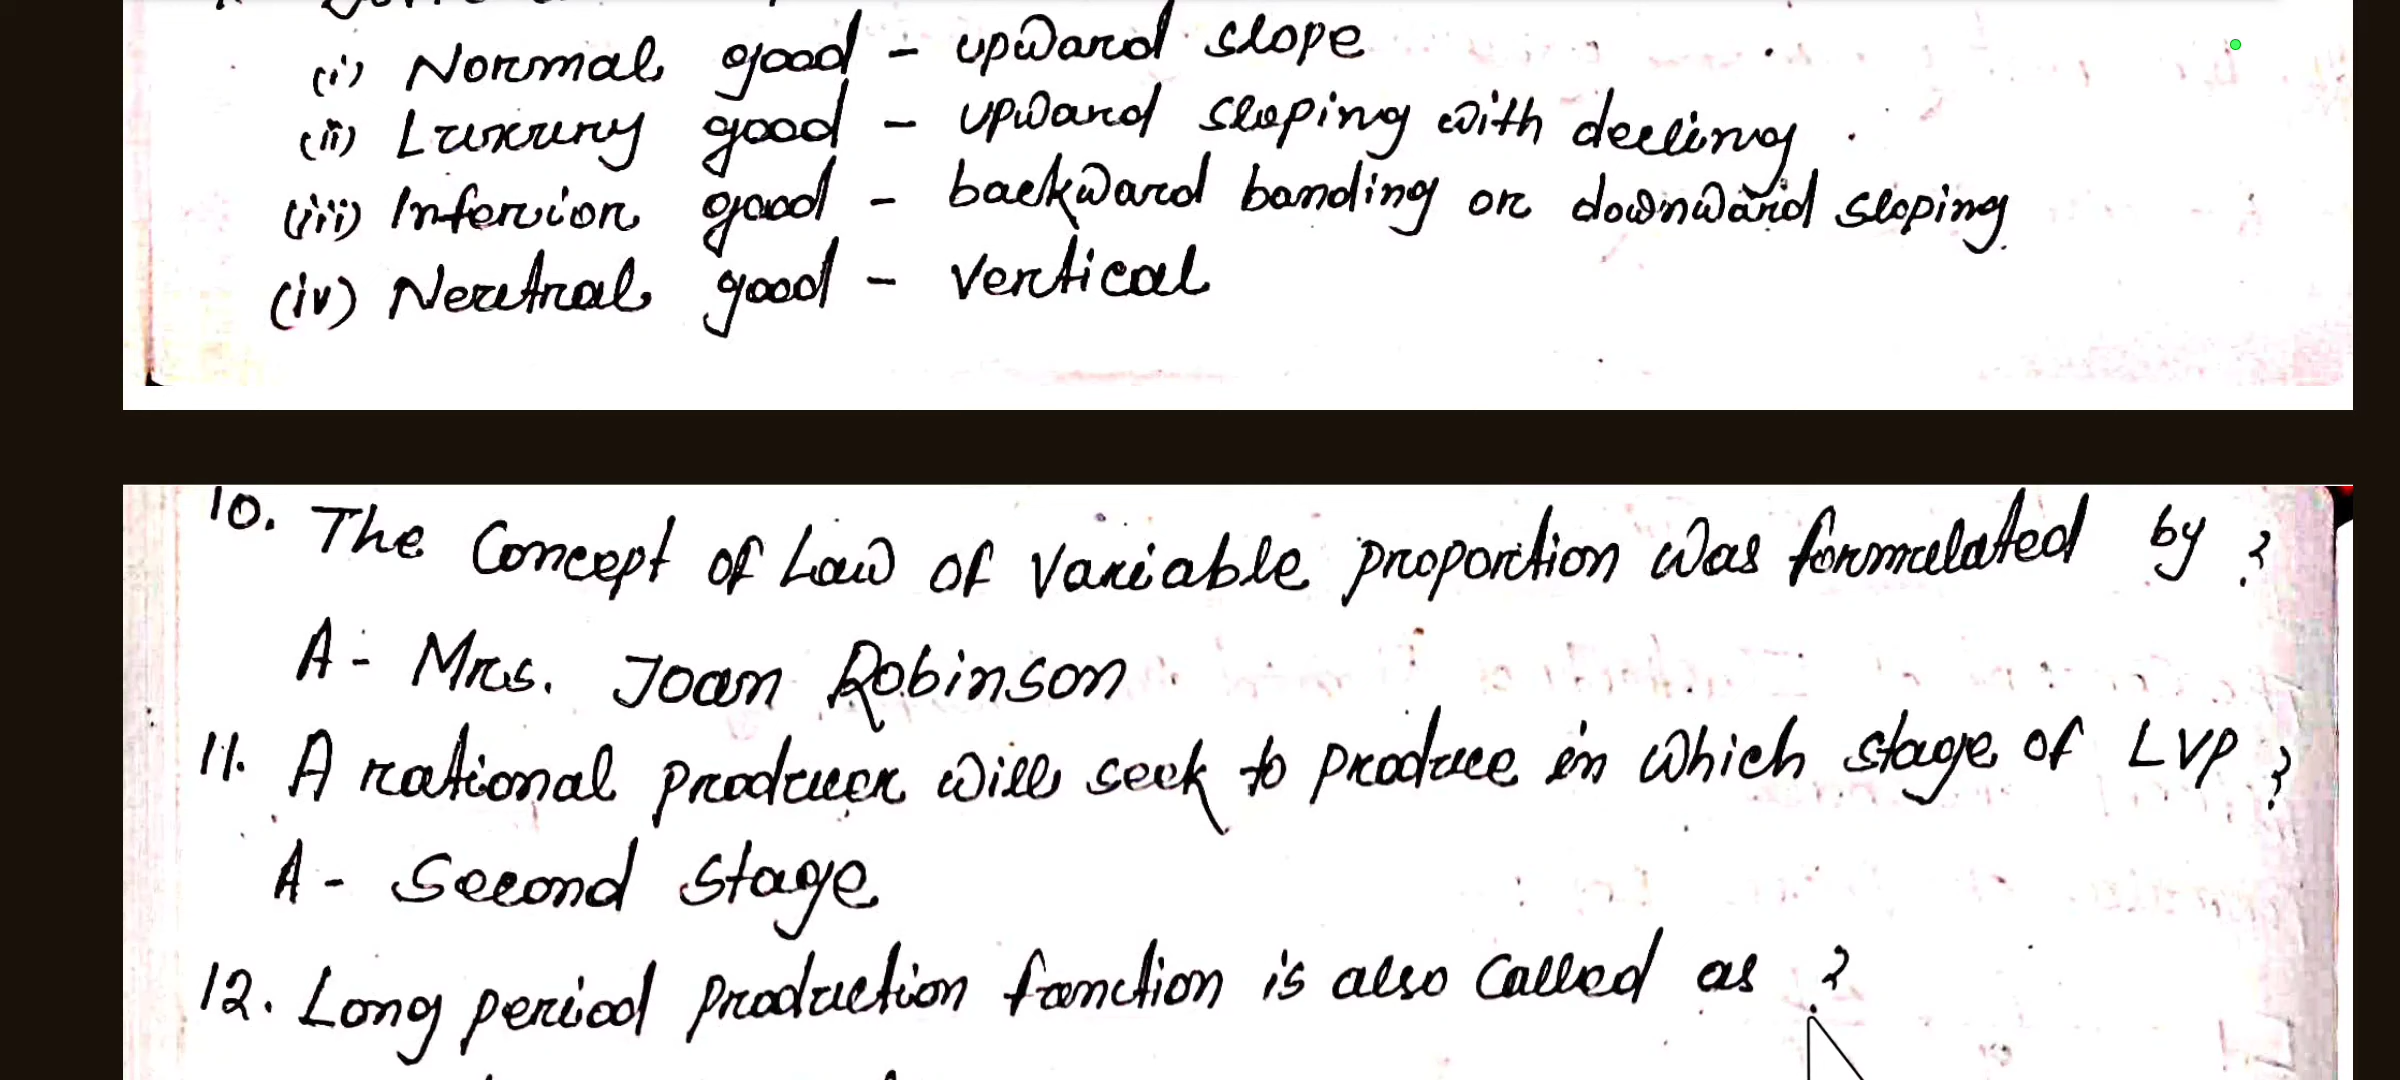 (i) Normal good - upward slope
(ii) Luxury good - upward sloping with decling.
(iii) Inferior good - backward banding or downward sloping
(iv) Neutral good - Vertical
10. The Concept of Law of Variable proportion was formulated by ?
A - Mrs. Joan Robinson
11. A rational producer will seek to produce in which stage of LVP ?
A - Second Stage
12. Long period production function is also called as ?